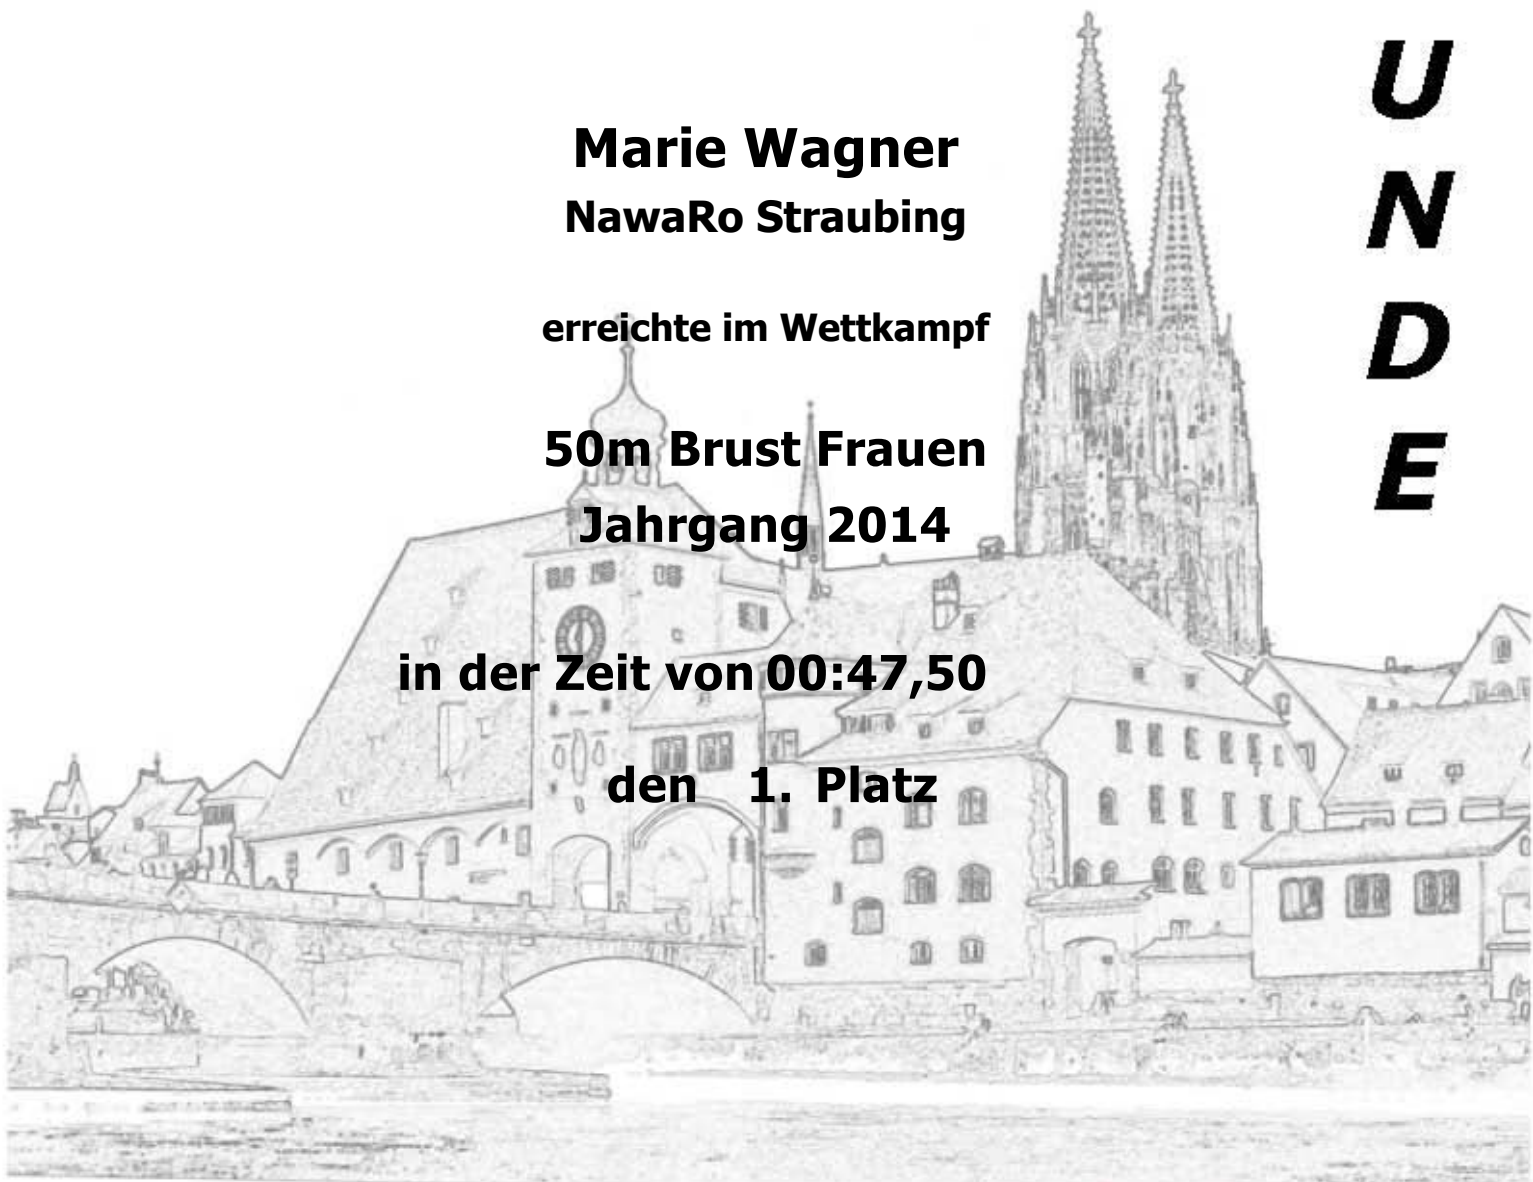 Marie Wagner
NawaRo Straubing
erreichte im Wettkampf
50m Brust Frauen
Jahrgang 2014
in der Zeit von 00:47,50
den 1. Platz
U
N
D
E